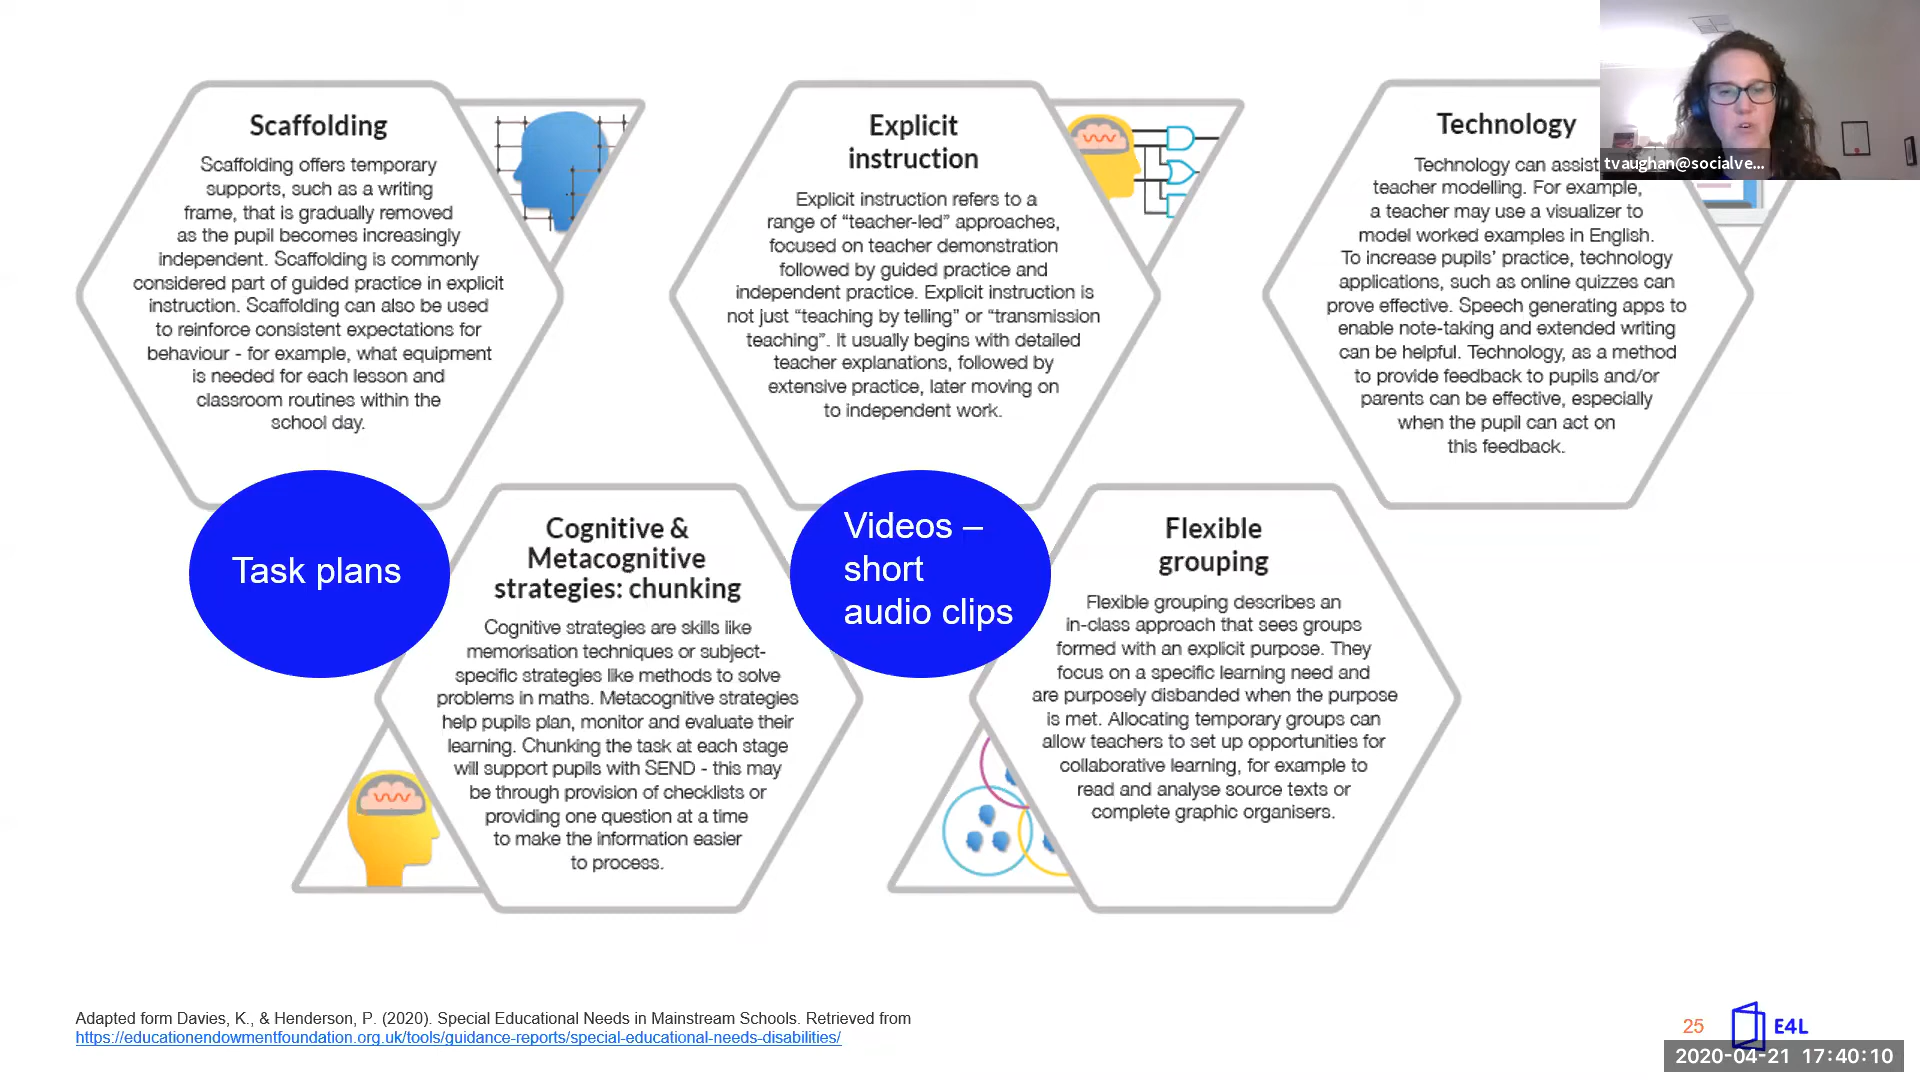 Scaffolding
Scaffolding offers temporary
supports, such as a writing
frame, that is gradually removed
as the pupil becomes increasingly
independent. Scaffolding is commonly
considered part of guided practice in explicit
instruction. Scaffolding can also be used
to reinforce consistent expectations for
behaviour - for example, what equipment
is needed for each lesson and
classroom routines within the
school day.
Explicit
instruction
Explicit instruction refers to a
range of “teacher-led” approaches,
focused on teacher demonstration
followed by guided practice and
independent practice. Explicit instruction is
not just “teaching by telling” or “transmission
teaching”. It usually begins with detailed
teacher explanations, followed by
extensive practice, later moving on
to independent work.
Technology
Technology can assist
teacher modelling. For example,
a teacher may use a visualizer to
model worked examples in English.
To increase pupils’ practice, technology
applications, such as online quizzes can
prove effective. Speech generating apps to
enable note-taking and extended writing
can be helpful. Technology, as a method
to provide feedback to pupils and/or
parents can be effective, especially
when the pupil can act on
this feedback.
tvaughan@socialve...
Task plans
Cognitive &
Metacognitive
strategies: chunking
Cognitive strategies are skills like
memorisation techniques or subject-
specific strategies like methods to solve
problems in maths. Metacognitive strategies
help pupils plan, monitor and evaluate their
learning. Chunking the task at each stage
will support pupils with SEND - this may
be through provision of checklists or
providing one question at a time
to make the information easier
to process.
Videos –
short
audio clips
Flexible
grouping
Flexible grouping describes an
in-class approach that sees groups
formed with an explicit purpose. They
focus on a specific learning need and
are purposely disbanded when the purpose
is met. Allocating temporary groups can
allow teachers to set up opportunities for
collaborative learning, for example to
read and analyse source texts or
complete graphic organisers.
Adapted form Davies, K., & Henderson, P. (2020). Special Educational Needs in Mainstream Schools. Retrieved from
https://educationendowmentfoundation.org.uk/tools/guidance-reports/special-educational-needs-disabilities/
25
E4L
2020-04-21 17:40:10